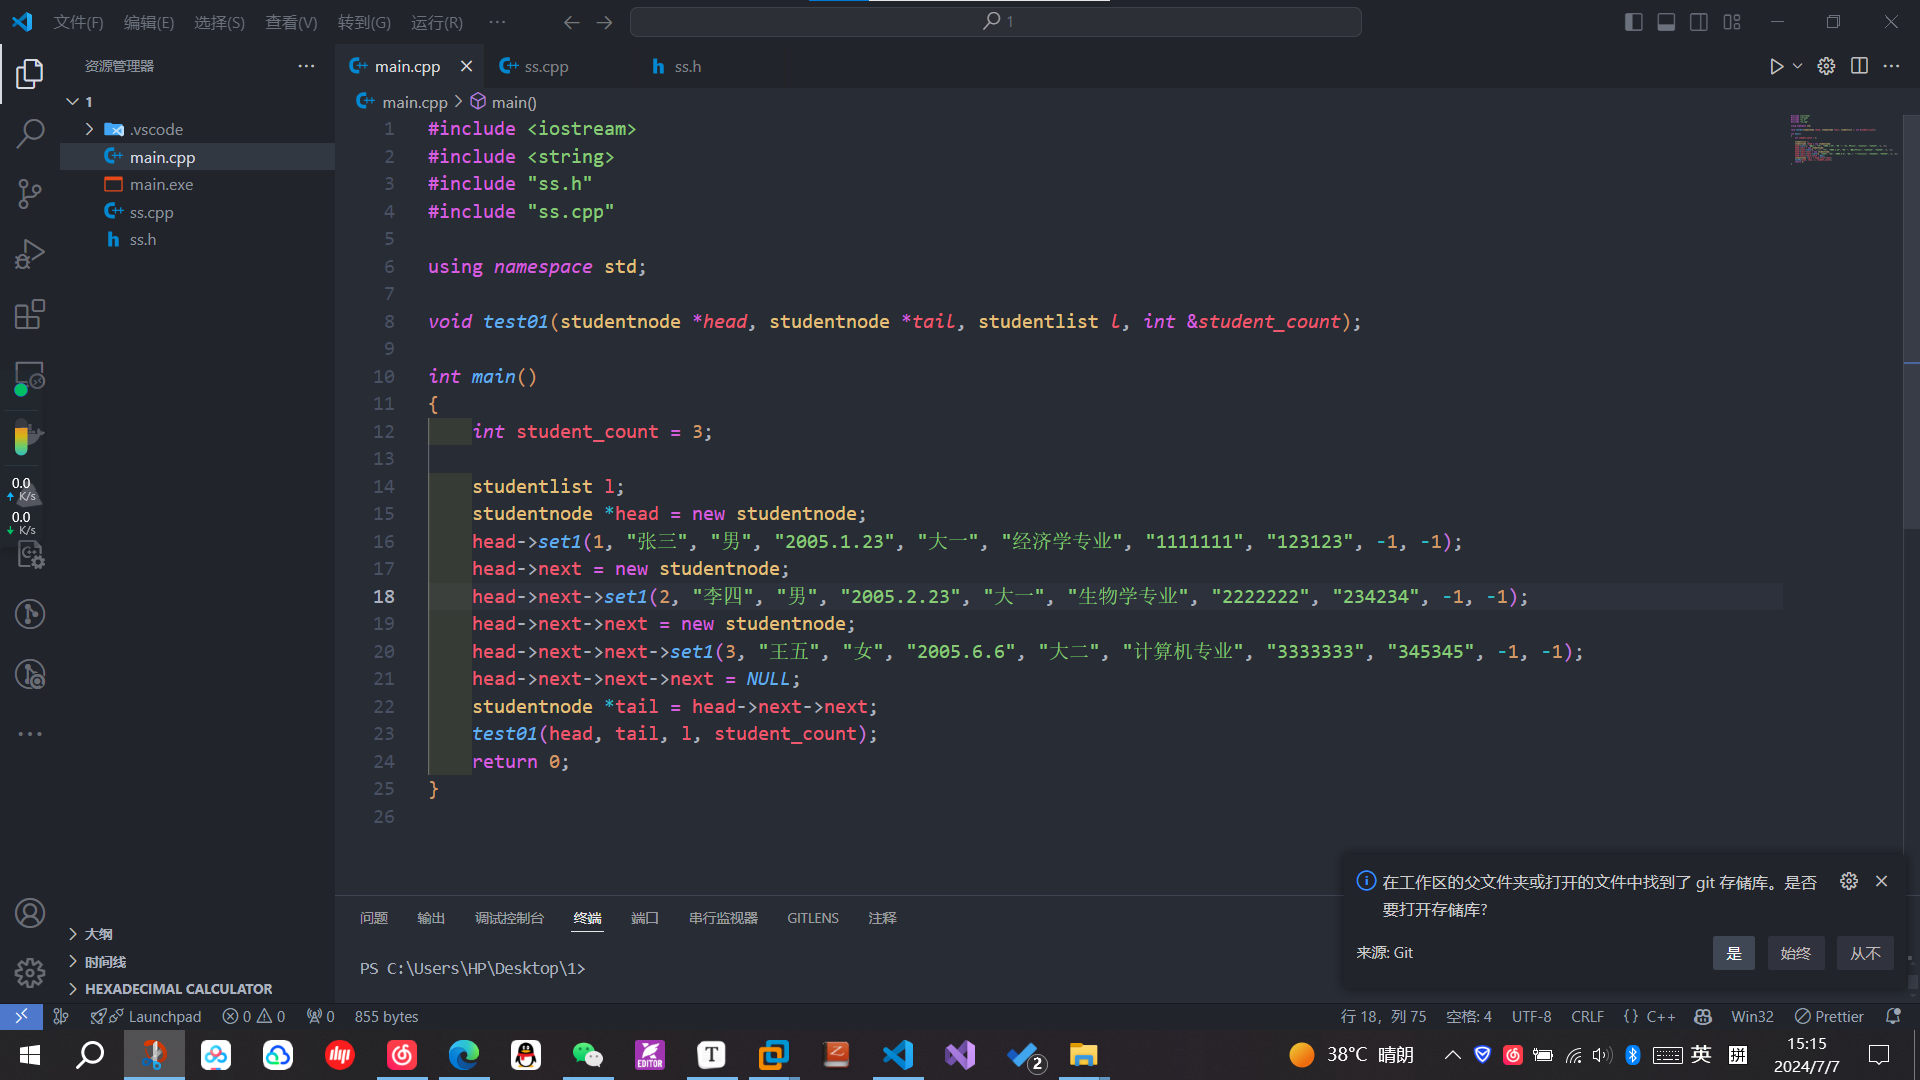 文件(F) 编辑(E) 选择(S) 查看(V) 转到(G) 运行(R) ··· 1
资源管理器
1
.vscode
main.cpp
main.exe
ss.cpp
ss.h
main.cpp ss.cpp ss.h
main.cpp > main()
1 #include <iostream>
2 #include <string>
3 #include "ss.h"
4 #include "ss.cpp"
5
6 using namespace std;
7
8 void test01(studentnode *head, studentnode *tail, studentlist l, int &student_count);
9
10 int main()
11 {
12 int student_count = 3;
13
14 studentlist l;
15 studentnode *head = new studentnode;
16 head->set1(1, "张三", "男", "2005.1.23", "大一", "经济学专业", "1111111", "123123", -1, -1);
17 head->next = new studentnode;
18 head->next->set1(2, "李四", "男", "2005.2.23", "大一", "生物学专业", "2222222", "234234", -1, -1);
19 head->next->next = new studentnode;
20 head->next->next->set1(3, "王五", "女", "2005.6.6", "大二", "计算机专业", "3333333", "345345", -1, -1);
21 head->next->next->next = NULL;
22 studentnode *tail = head->next->next;
23 test01(head, tail, l, student_count);
24 return 0;
25 }
26
0.0
K/s
0.0
K/s
大纲
时间线
HEXADECIMAL CALCULATOR
问题 输出 调试控制台 终端 端口 串行监视器 GITLENS 注释
PS C:\Users\HP\Desktop\1>
在工作区的父文件夹或打开的文件中找到了 git 存储库。是否
要打开存储库?
来源: Git 是 始终 从不
Launchpad 0 0 0 855 bytes 行 18，列 75 空格: 4 UTF-8 CRLF {} C++ Win32 Prettier
EDITOR T Z 2 38°C 晴朗 英 拼 15:15
2024/7/7